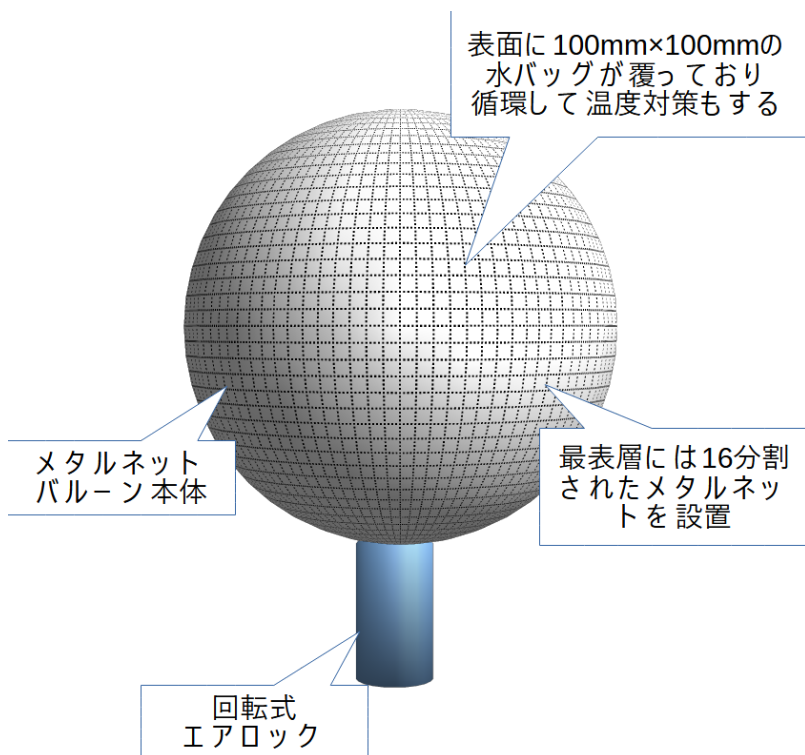 表面に100mm×100mmの
水バッグが覆っており
循環して温度対策もする
メタルネット
バルーン本体
最表層には16分割
されたメタルネッ
トを設置
回転式
エアロック